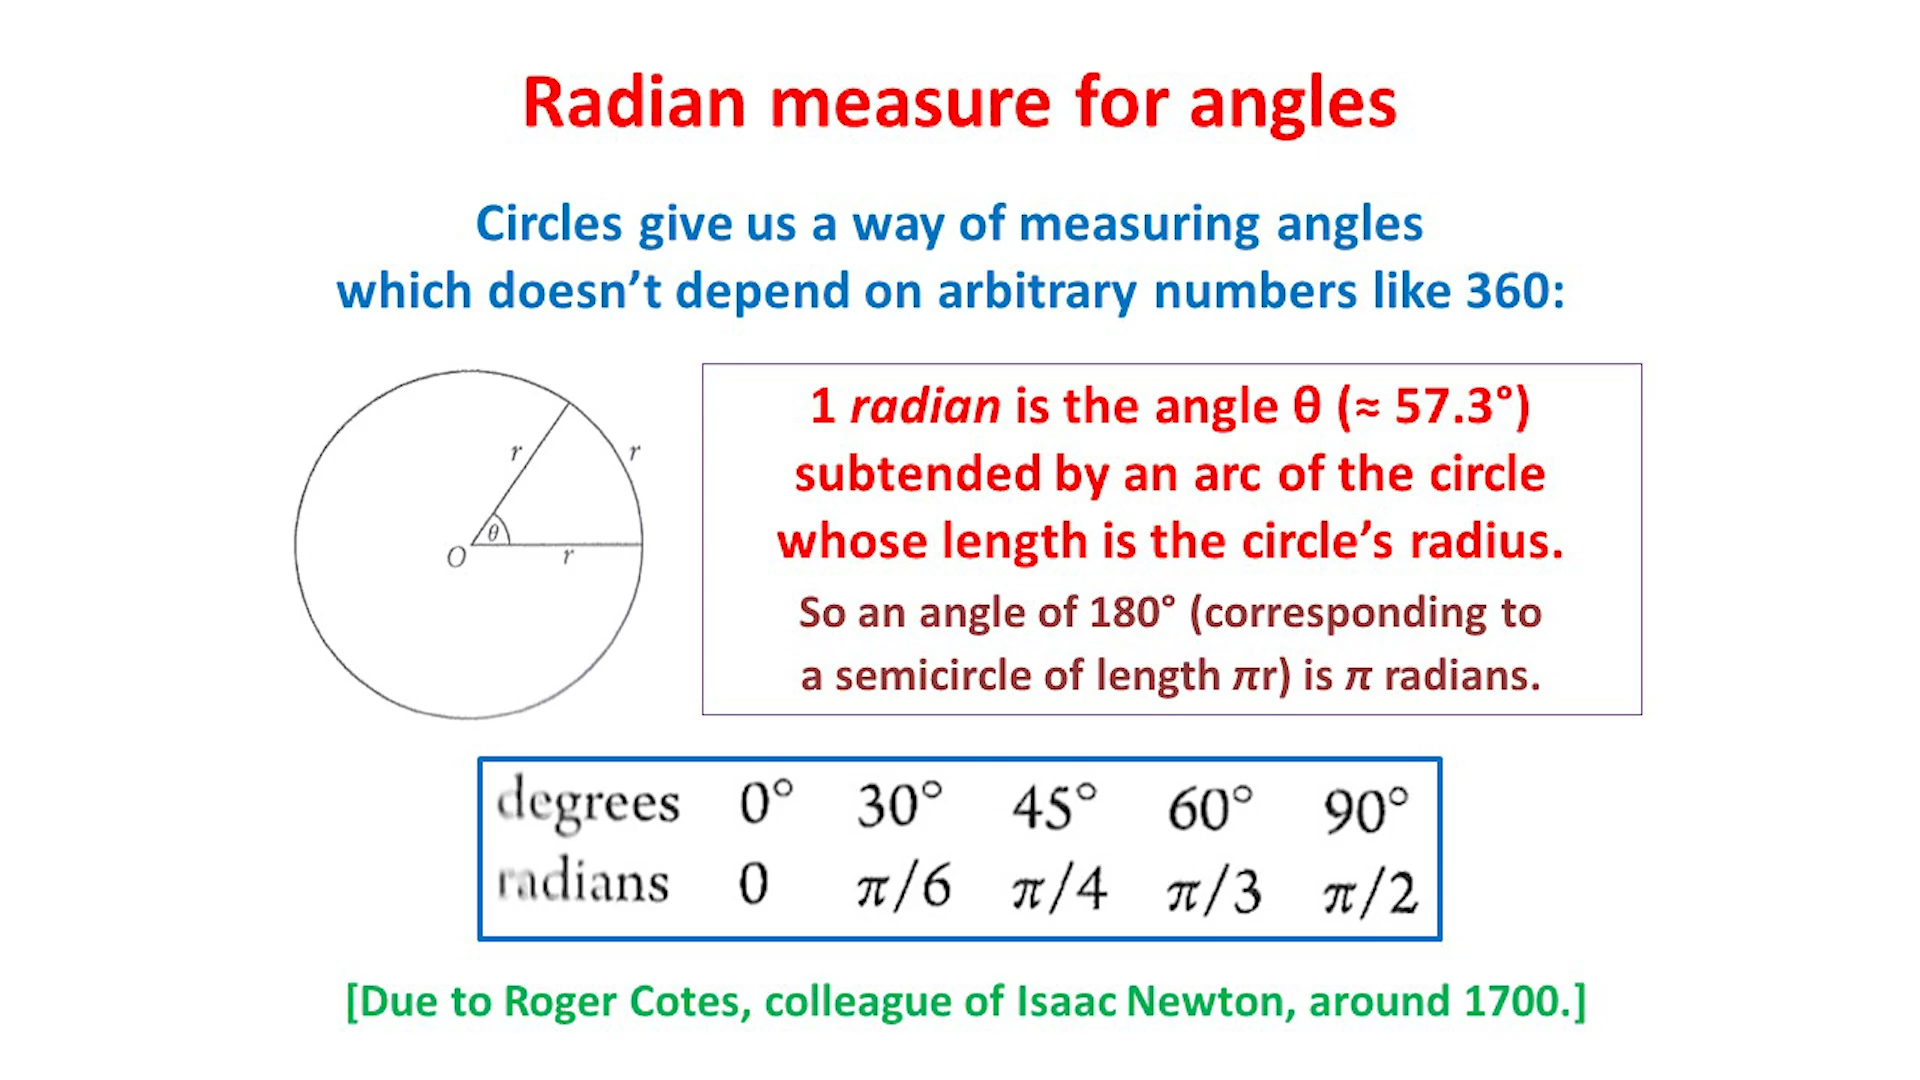 Radian measure for angles
Circles give us a way of measuring angles
which doesn’t depend on arbitrary numbers like 360:
r
r
θ
O
r
1 radian is the angle θ (≈ 57.3°)
subtended by an arc of the circle
whose length is the circle’s radius.
So an angle of 180° (corresponding to
a semicircle of length πr) is π radians.
degrees 0° 30° 45° 60° 90°
radians 0 π/6 π/4 π/3 π/2
[Due to Roger Cotes, colleague of Isaac Newton, around 1700.]